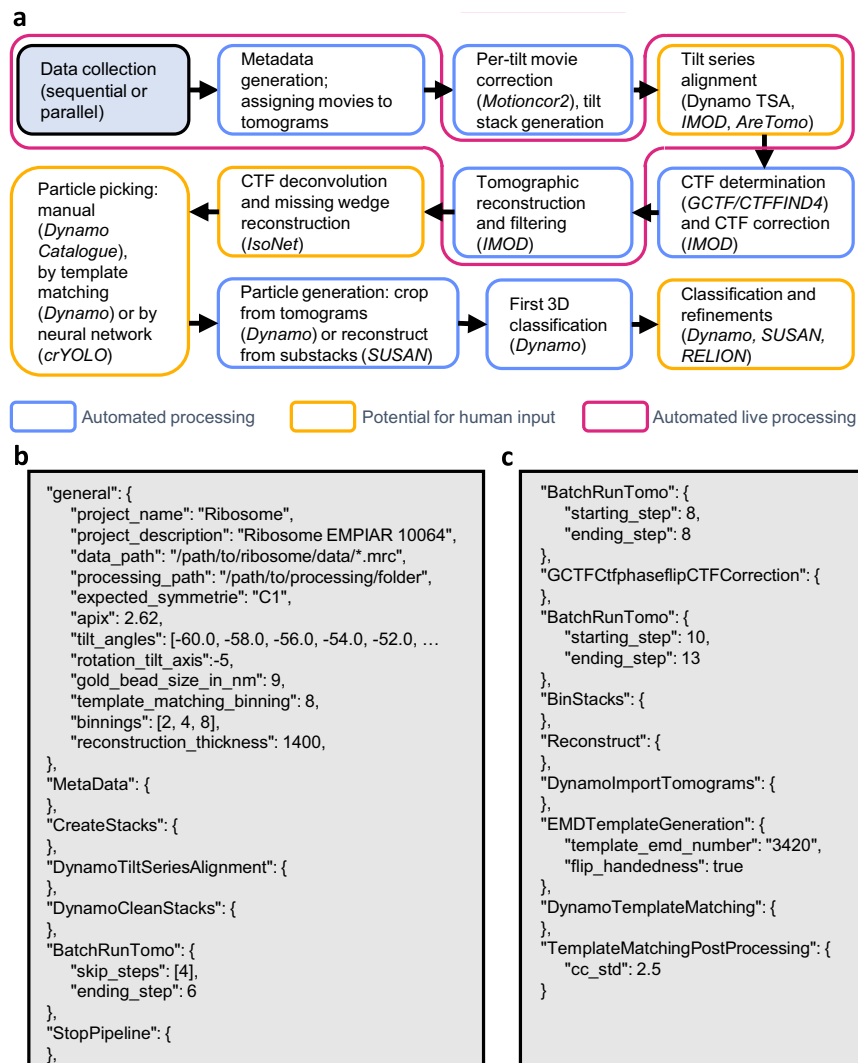 a
Data collection
(sequential or
parallel)
Metadata
generation;
assigning movies to
tomograms
Per-tilt movie
correction
(Motioncor2), tilt
stack generation
Tilt series
alignment
(Dynamo TSA,
IMOD, AreTomo)
CTF determination
(GCTF/CTFFIND4)
and CTF correction
(IMOD)
Tomographic
reconstruction
and filtering
(IMOD)
CTF deconvolution
and missing wedge
reconstruction
(IsoNet)
Particle picking:
manual
(Dynamo
Catalogue),
by template
matching
(Dynamo) or by
neural network
(crYOLO)
Particle generation: crop
from tomograms
(Dynamo) or reconstruct
from substacks (SUSAN)
First 3D
classification
(Dynamo)
Classification and
refinements
(Dynamo, SUSAN,
RELION)
Automated processing
Potential for human input
Automated live processing
b
"general": {
"project_name": "Ribosome",
"project_description": "Ribosome EMPIAR 10064",
"data_path": "/path/to/ribosome/data/*.mrc",
"processing_path": "/path/to/processing/folder",
"expected_symmetrie": "C1",
"apix": 2.62,
"tilt_angles": [-60.0, -58.0, -56.0, -54.0, -52.0, …
"rotation_tilt_axis":-5,
"gold_bead_size_in_nm": 9,
"template_matching_binning": 8,
"binnings": [2, 4, 8],
"reconstruction_thickness": 1400,
},
"MetaData": {
},
"CreateStacks": {
},
"DynamoTiltSeriesAlignment": {
},
"DynamoCleanStacks": {
},
"BatchRunTomo": {
"skip_steps": [4],
"ending_step": 6
},
"StopPipeline": {
},
c
"BatchRunTomo": {
"starting_step": 8,
"ending_step": 8
},
"GCTFCtfphaseflipCTFCorrection": {
},
"BatchRunTomo": {
"starting_step": 10,
"ending_step": 13
},
"BinStacks": {
},
"Reconstruct": {
},
"DynamoImportTomograms": {
},
"EMDTemplateGeneration": {
"template_emd_number": "3420",
"flip_handedness": true
},
"DynamoTemplateMatching": {
},
"TemplateMatchingPostProcessing": {
"cc_std": 2.5
}